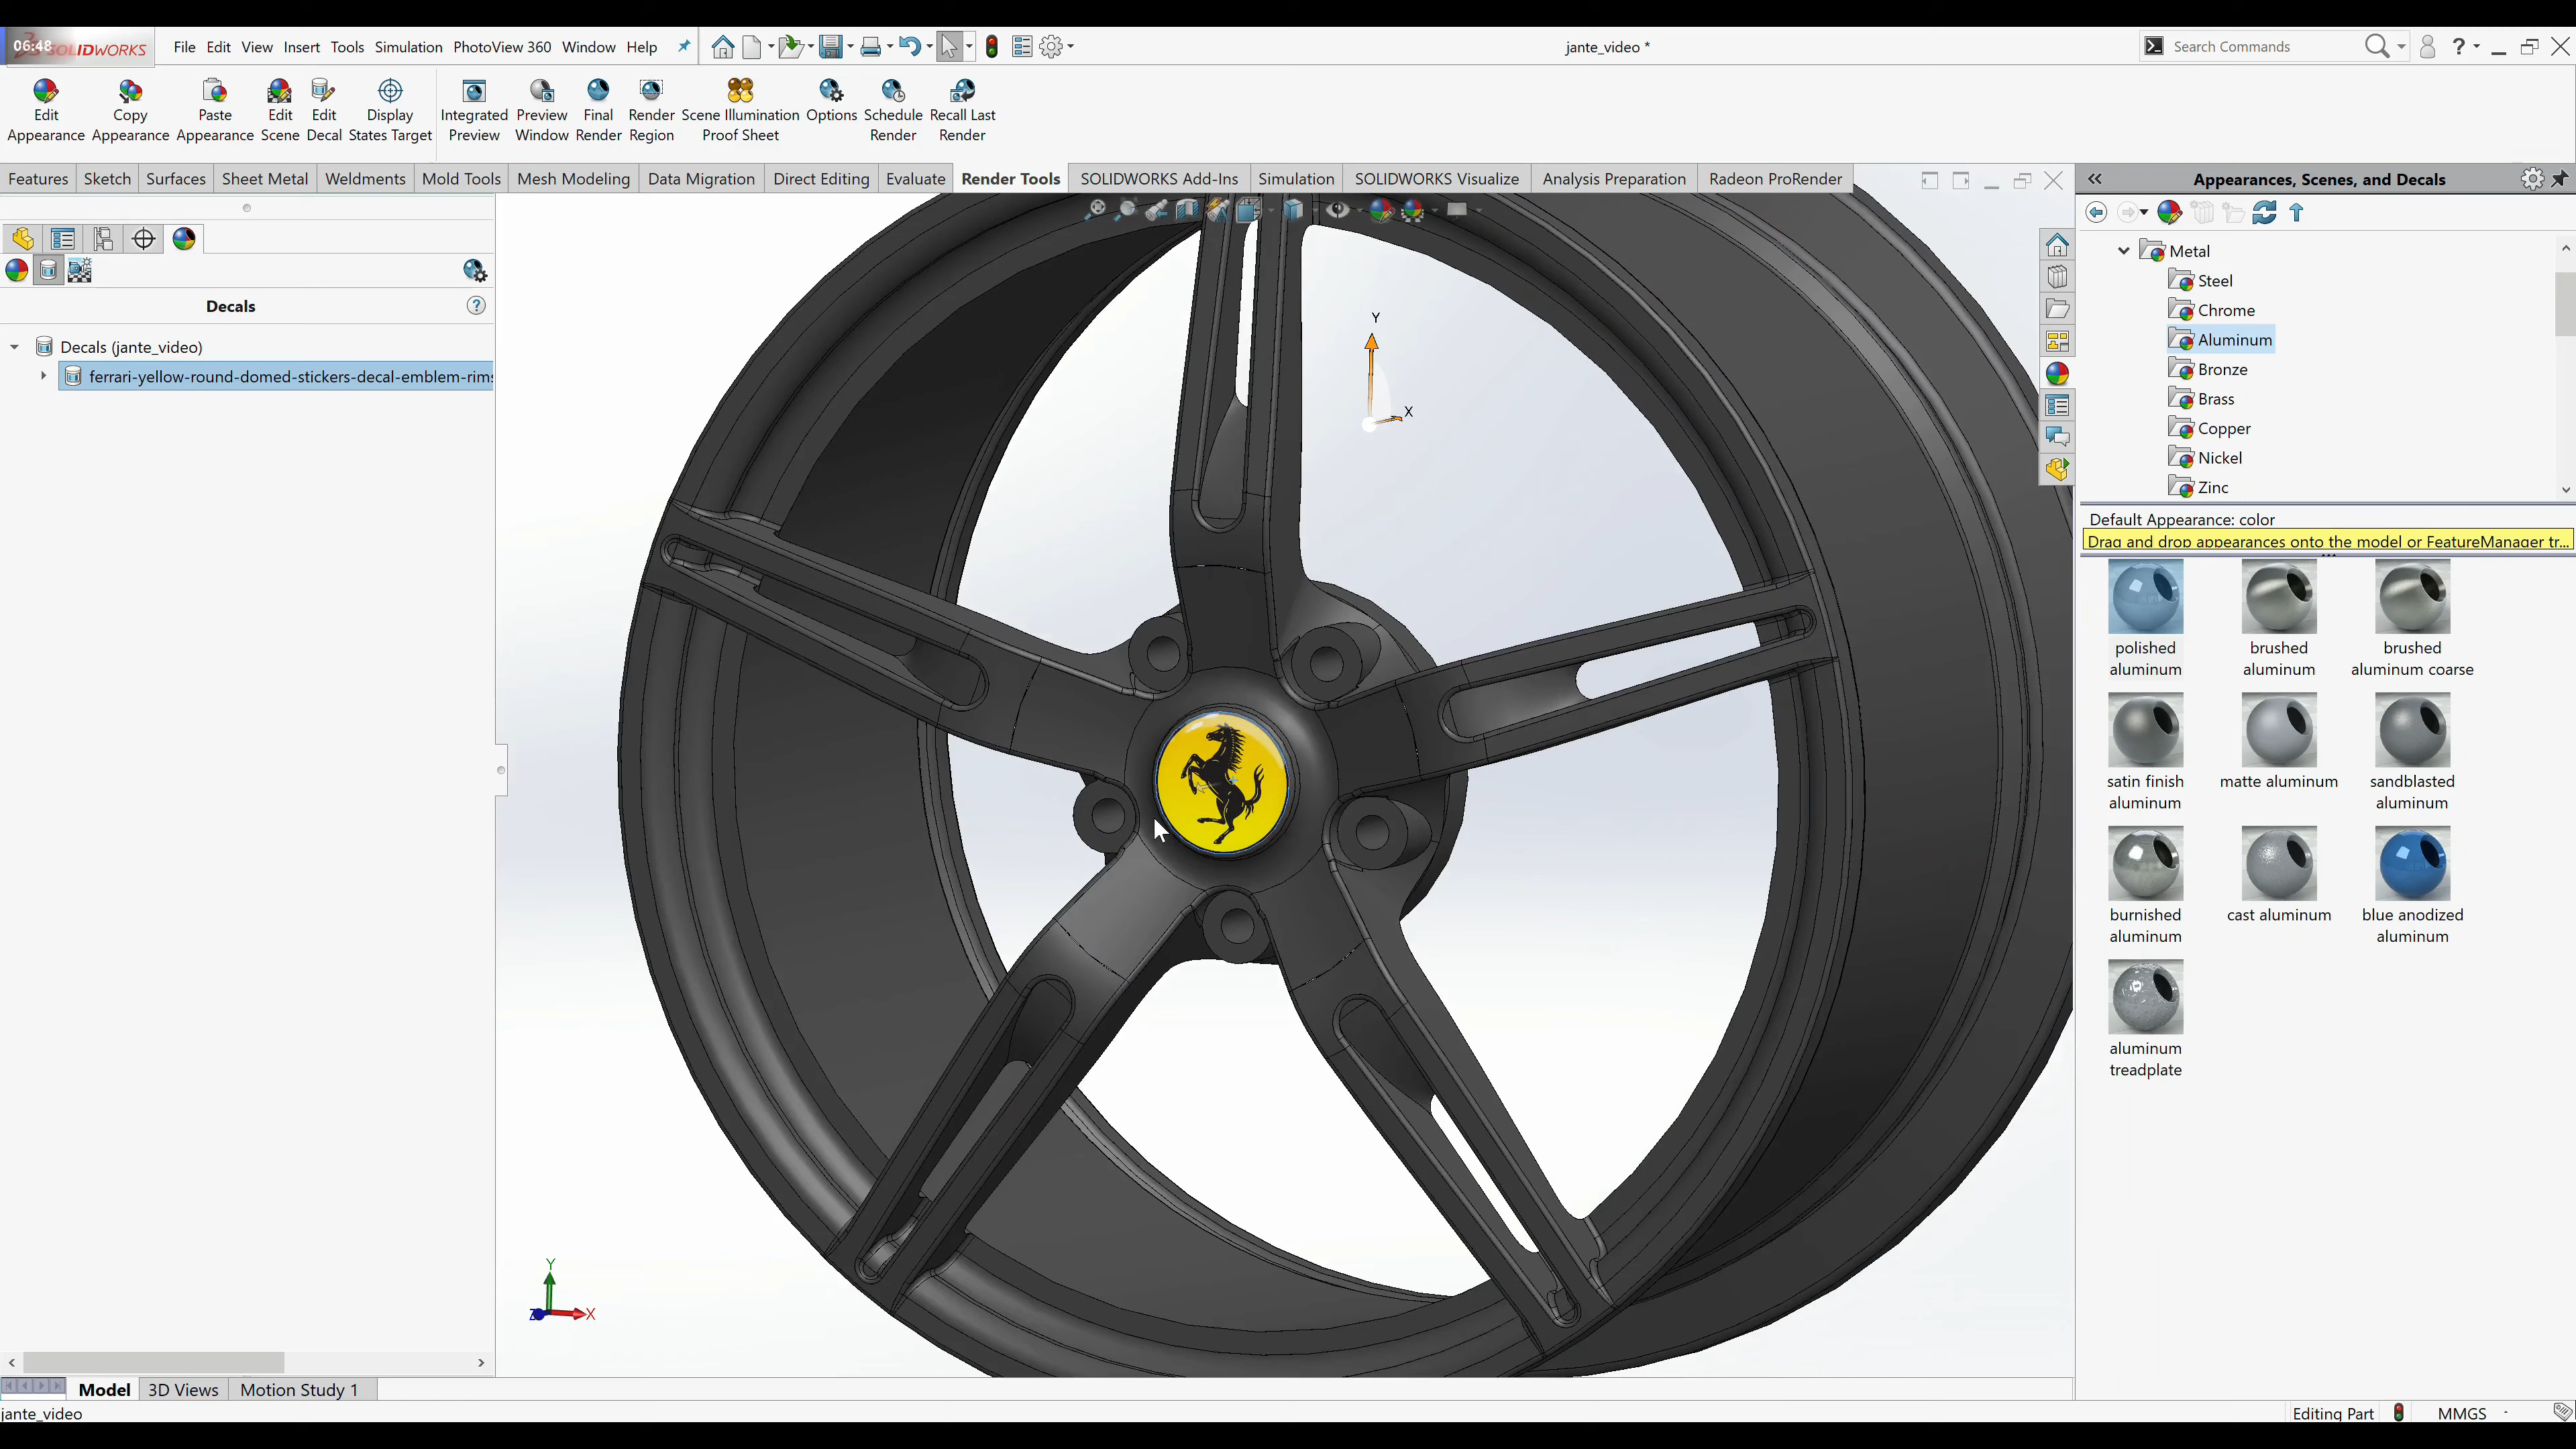 06:48
SOLIDWORKS
File Edit View Insert Tools Simulation PhotoView 360 Window Help
jante_video *
Search Commands
Edit Appearance
Copy Appearance
Paste Appearance
Edit Scene
Edit Decal
Display States Target
Integrated Preview
Preview Window
Final Render
Render Region
Scene Illumination Proof Sheet
Options
Schedule Render
Recall Last Render
Features Sketch Surfaces Sheet Metal Weldments Mold Tools Mesh Modeling Data Migration Direct Editing Evaluate Render Tools SOLIDWORKS Add-Ins Simulation SOLIDWORKS Visualize Analysis Preparation Radeon ProRender
Decals
Decals (jante_video)
ferrari-yellow-round-domed-stickers-decal-emblem-rims
Y
X
Y
Z
X
Appearances, Scenes, and Decals
Metal
Steel
Chrome
Aluminum
Bronze
Brass
Copper
Nickel
Zinc
Default Appearance: color
Drag and drop appearances onto the model or FeatureManager tr...
polished aluminum
brushed aluminum
brushed aluminum coarse
satin finish aluminum
matte aluminum
sandblasted aluminum
burnished aluminum
cast aluminum
blue anodized aluminum
aluminum treadplate
Model 3D Views Motion Study 1
jante_video
Editing Part
MMGS